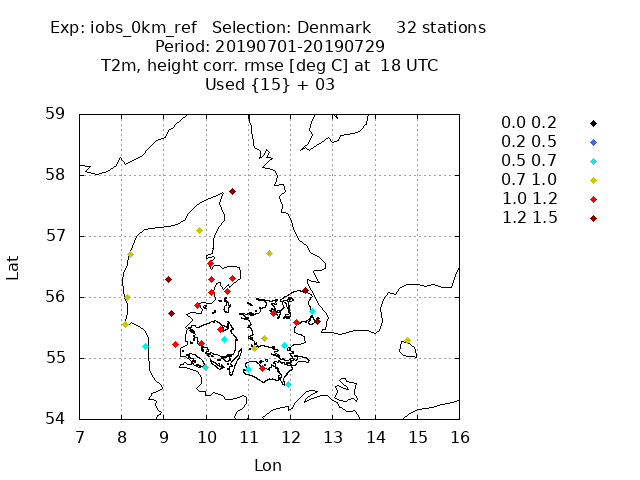 Exp: iobs_0km_ref   Selection: Denmark     32 stations
Period: 20190701-20190729
T2m, height corr. rmse [deg C] at  18 UTC
Used {15} + 03
59
58
57
56
55
54
Lat
7 8 9 10 11 12 13 14 15 16
Lon
0.0 0.2
0.2 0.5
0.5 0.7
0.7 1.0
1.0 1.2
1.2 1.5